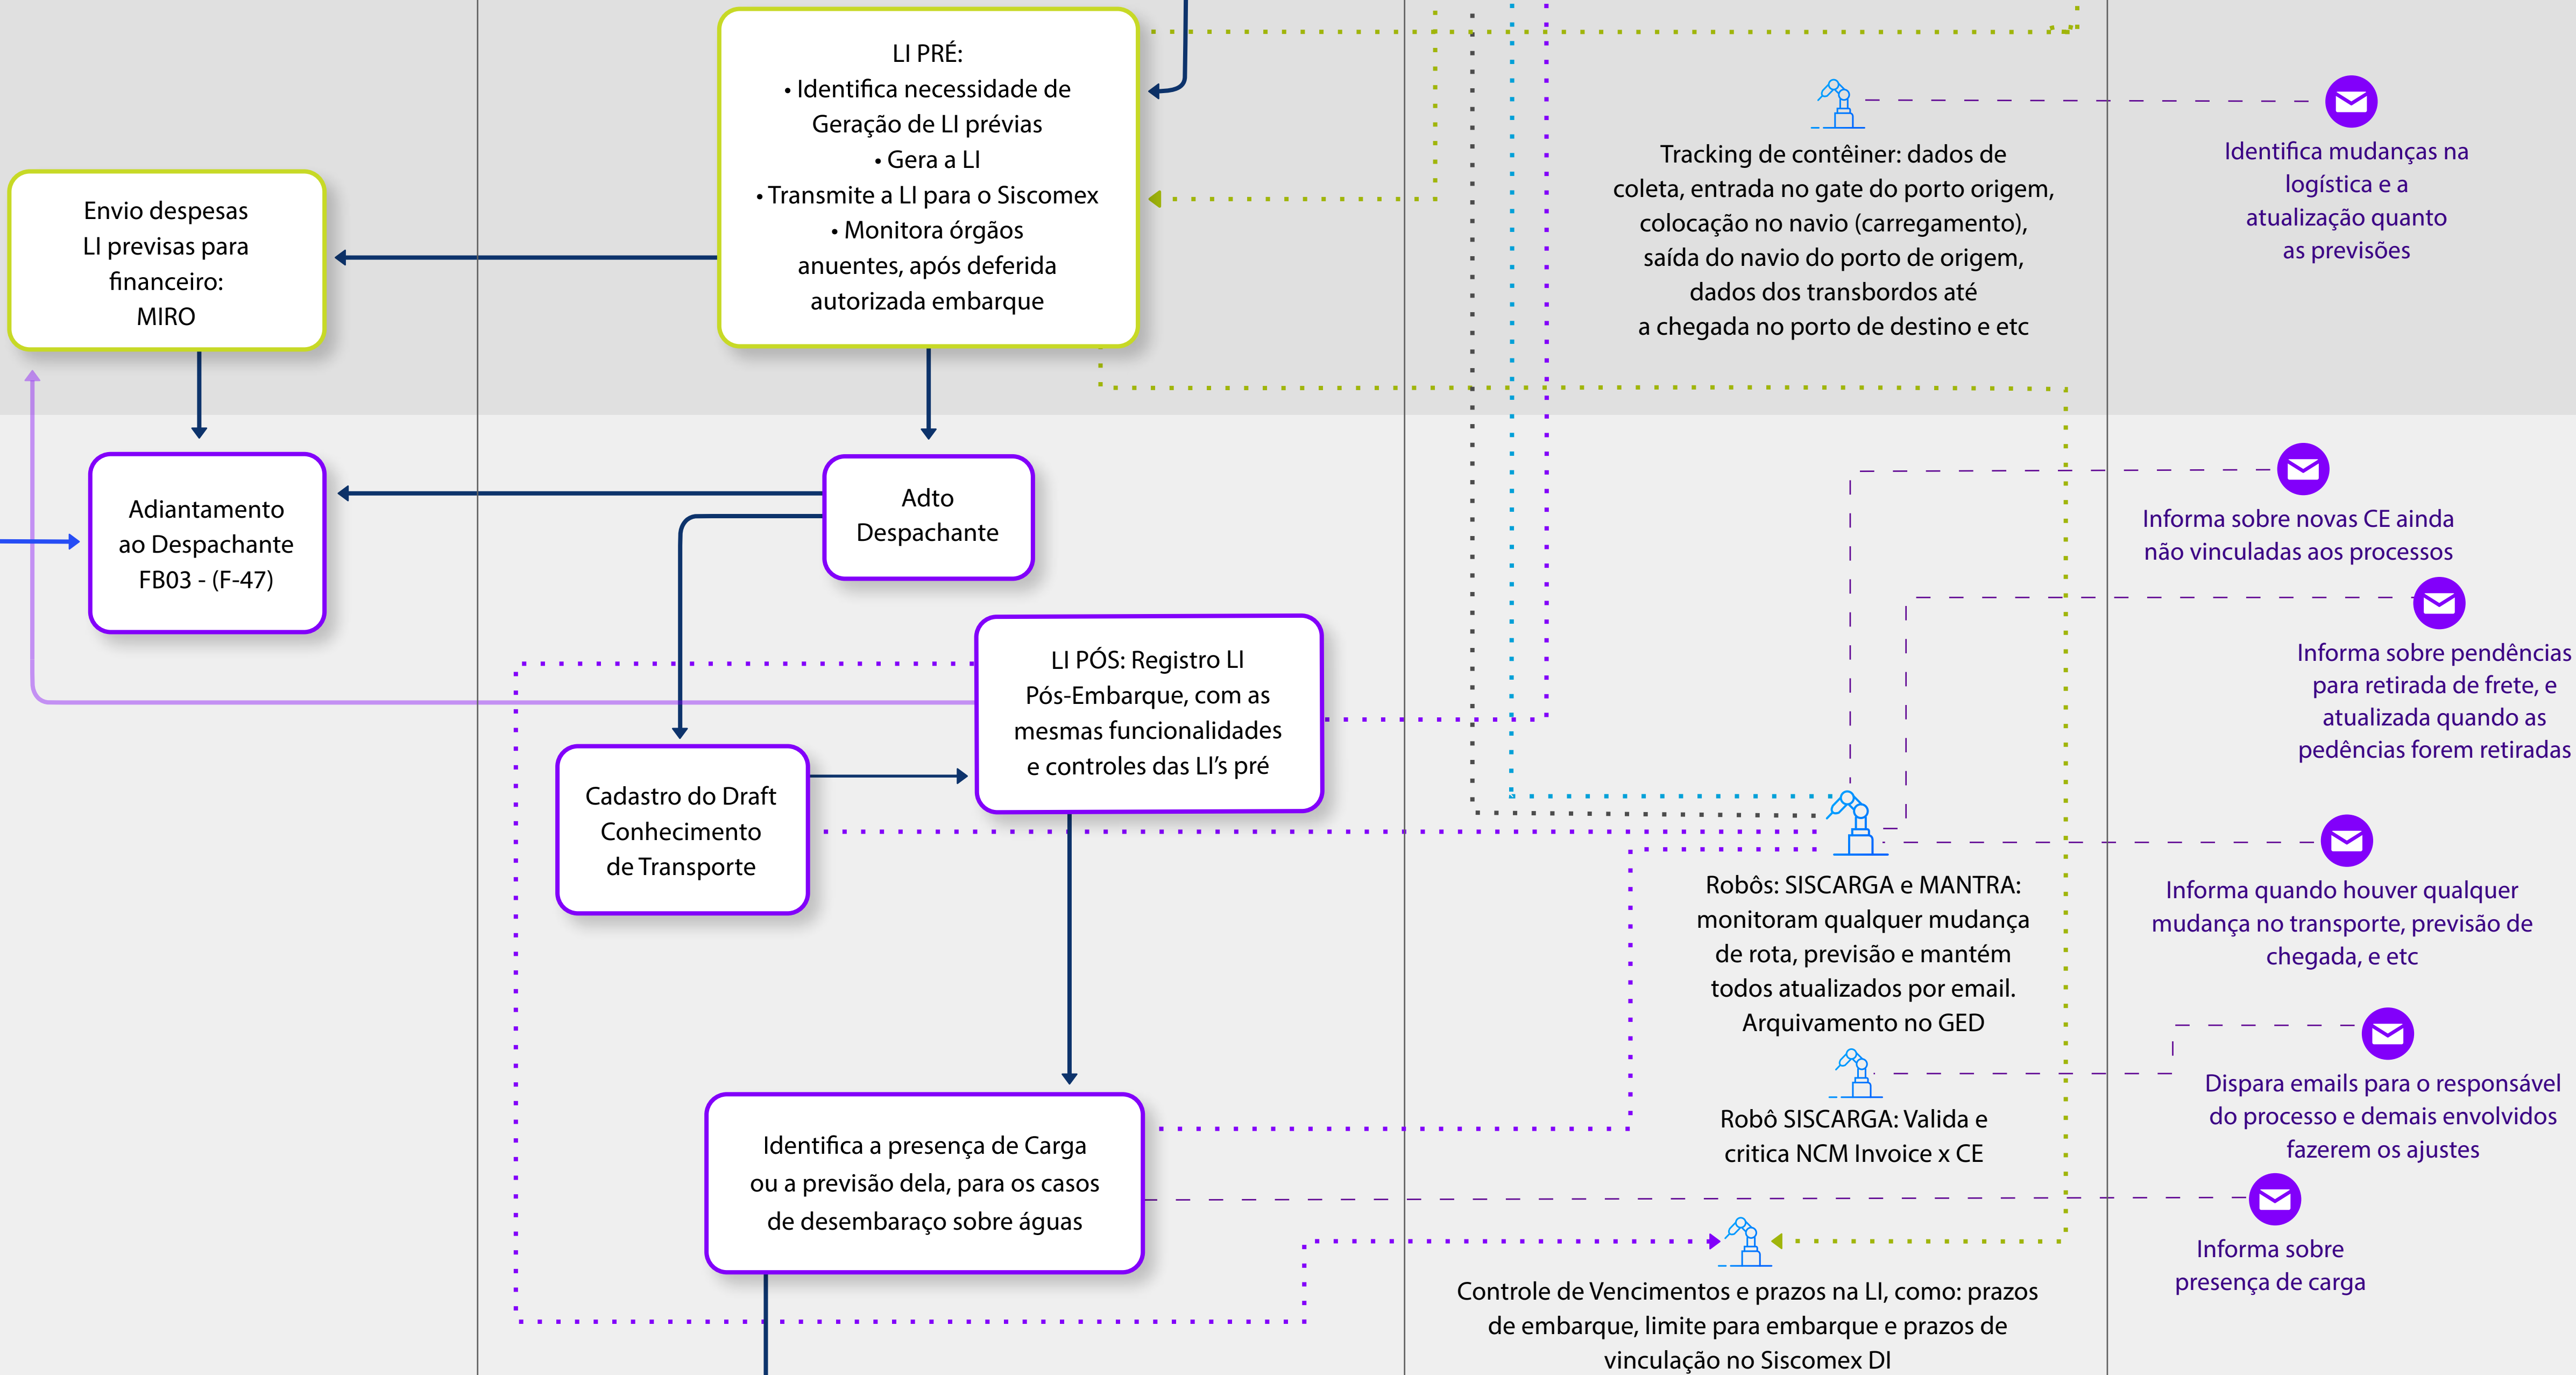 LI PRÉ:
• Identifica necessidade de
Geração de LI prévias
• Gera a LI
• Transmite a LI para o Siscomex
• Monitora órgãos
anuentes, após deferida
autorizada embarque
Envio despesas
LI previsas para
financeiro:
MIRO
Tracking de contêiner: dados de
coleta, entrada no gate do porto origem,
colocação no navio (carregamento),
saída do navio do porto de origem,
dados dos transbordos até
a chegada no porto de destino e etc
Identifica mudanças na
logística e a
atualização quanto
as previsões
Adiantamento
ao Despachante
FB03 - (F-47)
Adto
Despachante
Informa sobre novas CE ainda
não vinculadas aos processos
LI PÓS: Registro LI
Pós-Embarque, com as
mesmas funcionalidades
e controles das LI’s pré
Informa sobre pendências
para retirada de frete, e
atualizada quando as
pedências forem retiradas
Cadastro do Draft
Conhecimento
de Transporte
Robôs: SISCARGA e MANTRA:
monitoram qualquer mudança
de rota, previsão e mantém
todos atualizados por email.
Arquivamento no GED
Informa quando houver qualquer
mudança no transporte, previsão de
chegada, e etc
Robô SISCARGA: Valida e
critica NCM Invoice x CE
Dispara emails para o responsável
do processo e demais envolvidos
fazerem os ajustes
Identifica a presença de Carga
ou a previsão dela, para os casos
de desembaraço sobre águas
Informa sobre
presença de carga
Controle de Vencimentos e prazos na LI, como: prazos
de embarque, limite para embarque e prazos de
vinculação no Siscomex DI